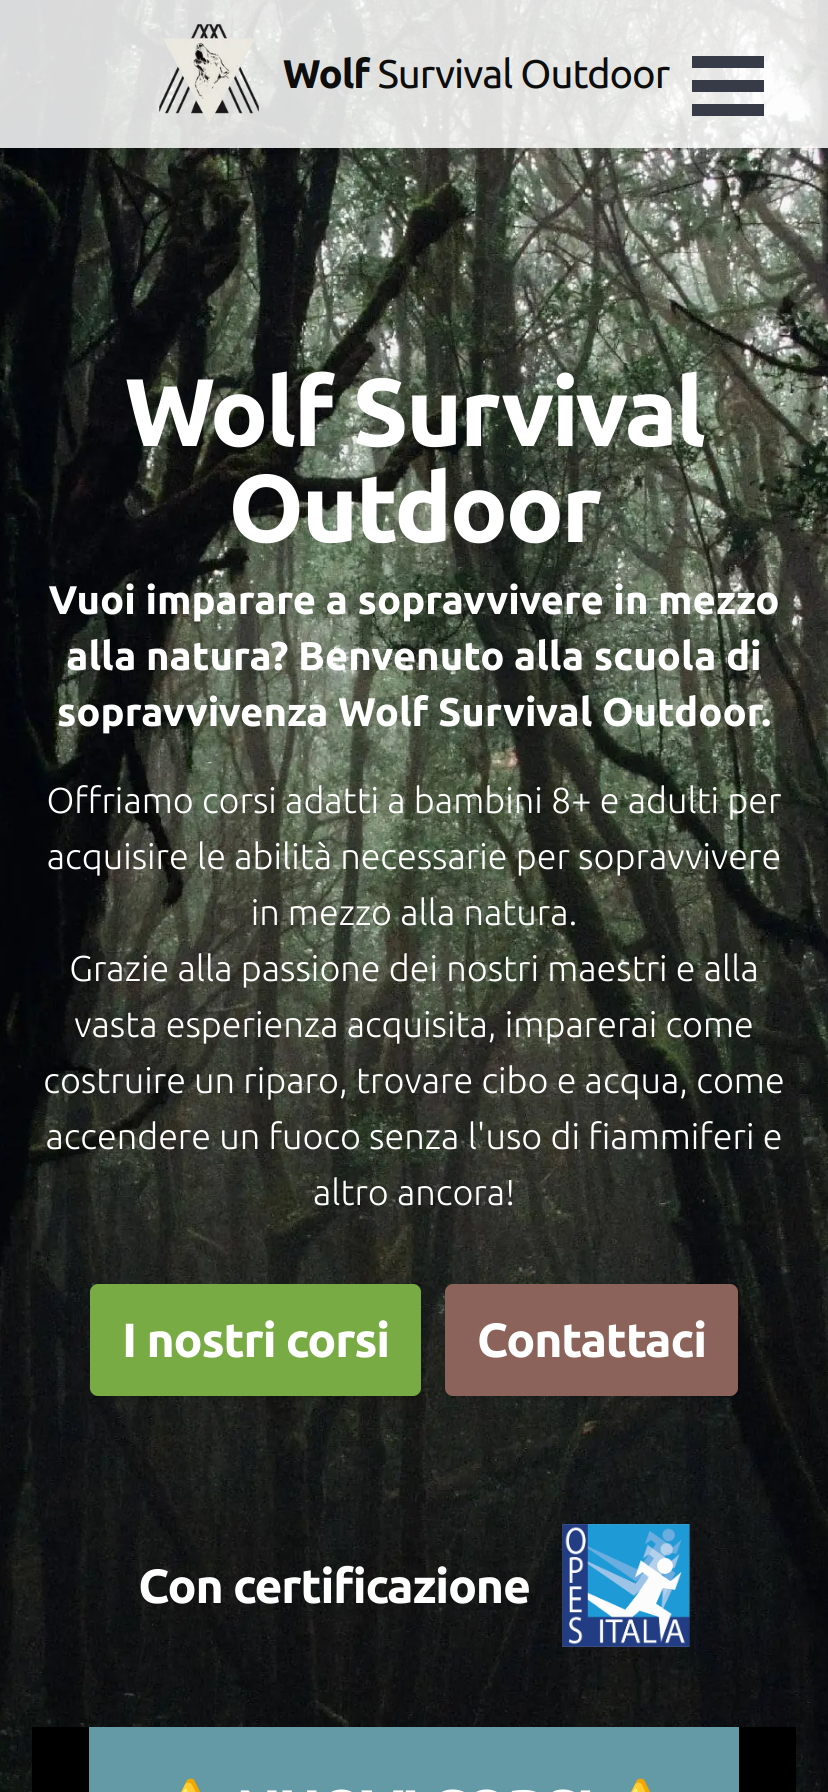 Wolf Survival Outdoor
Wolf Survival
Outdoor
Vuoi imparare a sopravvivere in mezzo
alla natura? Benvenuto alla scuola di
sopravvivenza Wolf Survival Outdoor.
Offriamo corsi adatti a bambini 8+ e adulti per
acquisire le abilità necessarie per sopravvivere
in mezzo alla natura.
Grazie alla passione dei nostri maestri e alla
vasta esperienza acquisita, imparerai come
costruire un riparo, trovare cibo e acqua, come
accendere un fuoco senza l'uso di fiammiferi e
altro ancora!
I nostri corsi
Contattaci
Con certificazione
OPES ITALIA